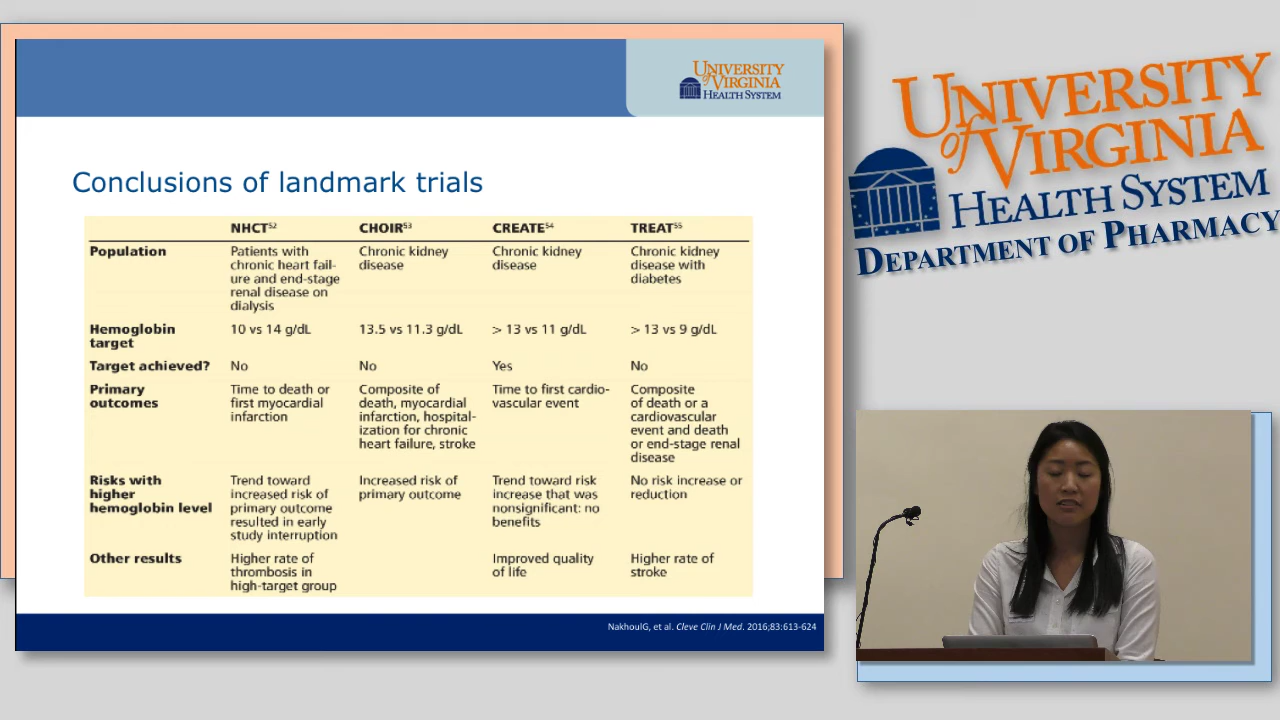 UNIVERSITY
of VIRGINIA
HEALTH SYSTEM
Conclusions of landmark trials
NHCT52 CHOIR53 CREATE54 TREAT55
Population Patients with Chronic kidney Chronic kidney Chronic kidney
chronic heart fail- disease disease disease with
ure and end-stage diabetes
renal disease on
dialysis
Hemoglobin 10 vs 14 g/dL 13.5 vs 11.3 g/dL > 13 vs 11 g/dL > 13 vs 9 g/dL
target
Target achieved? No No Yes No
Primary Time to death or Composite of Time to first cardio- Composite
outcomes first myocardial death, myocardial vascular event of death or a
infarction infarction, hospital- cardiovascular
ization for chronic event and death
heart failure, stroke or end-stage renal
disease
Risks with Trend toward Increased risk of Trend toward risk No risk increase or
higher increased risk of primary outcome increase that was reduction
hemoglobin level primary outcome nonsignificant: no
resulted in early benefits
study interruption
Other results Higher rate of Improved quality Higher rate of
thrombosis in of life stroke
high-target group
NakhoulG, et al. Cleve Clin J Med. 2016;83:613-624
UNIVERSITY
of VIRGINIA
HEALTH SYSTEM
DEPARTMENT OF PHARMACY